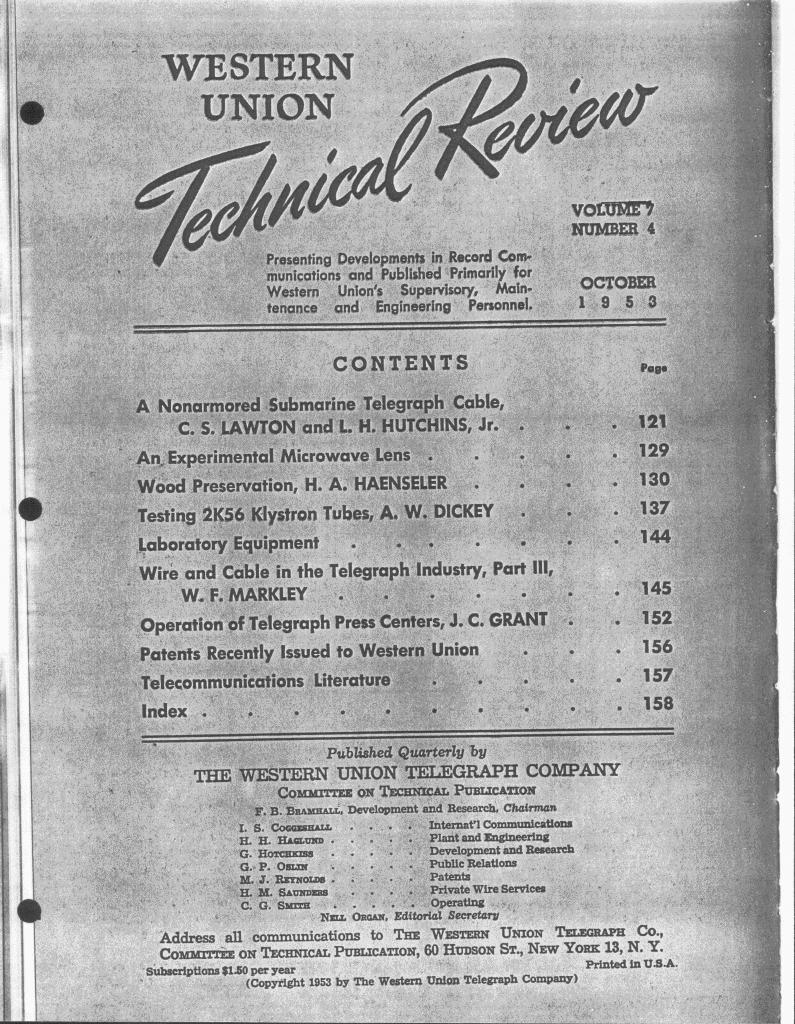 WESTERN
UNION
Technical Review
VOLUME 7
NUMBER 4
Presenting Developments in Record Com-
munications and Published Primarily for
Western Union's Supervisory, Main-
tenance and Engineering Personnel.
OCTOBER
1 9 5 3
CONTENTS
Page
A Nonarmored Submarine Telegraph Cable,
C. S. LAWTON and L. H. HUTCHINS, Jr. . . . 121
An Experimental Microwave Lens . . . . . 129
Wood Preservation, H. A. HAENSELER . . . . 130
Testing 2K56 Klystron Tubes, A. W. DICKEY . . . 137
Laboratory Equipment . . . . . . . 144
Wire and Cable in the Telegraph Industry, Part III,
W. F. MARKLEY . . . . . . . 145
Operation of Telegraph Press Centers, J. C. GRANT . . 152
Patents Recently Issued to Western Union . . . 156
Telecommunications Literature . . . . . 157
Index . . . . . . . . . . 158
Published Quarterly by
THE WESTERN UNION TELEGRAPH COMPANY
COMMITTEE ON TECHNICAL PUBLICATION
F. B. BRAMHALL, Development and Research, Chairman
I. S. COGGESHALL . . . . Internat'l Communications
H. H. HAGLUND . . . . . Plant and Engineering
G. HOTCHKISS . . . . . Development and Research
G. P. OSLIN . . . . . Public Relations
M. J. REYNOLDS . . . . . Patents
H. M. SAUNDERS . . . . Private Wire Services
C. G. SMITH . . . . . Operating
NELL ORGAN, Editorial Secretary
Address all communications to THE WESTERN UNION TELEGRAPH CO.,
COMMITTEE ON TECHNICAL PUBLICATION, 60 HUDSON ST., NEW YORK 13, N. Y.
Subscriptions $1.50 per year
Printed in U.S.A.
(Copyright 1953 by The Western Union Telegraph Company)